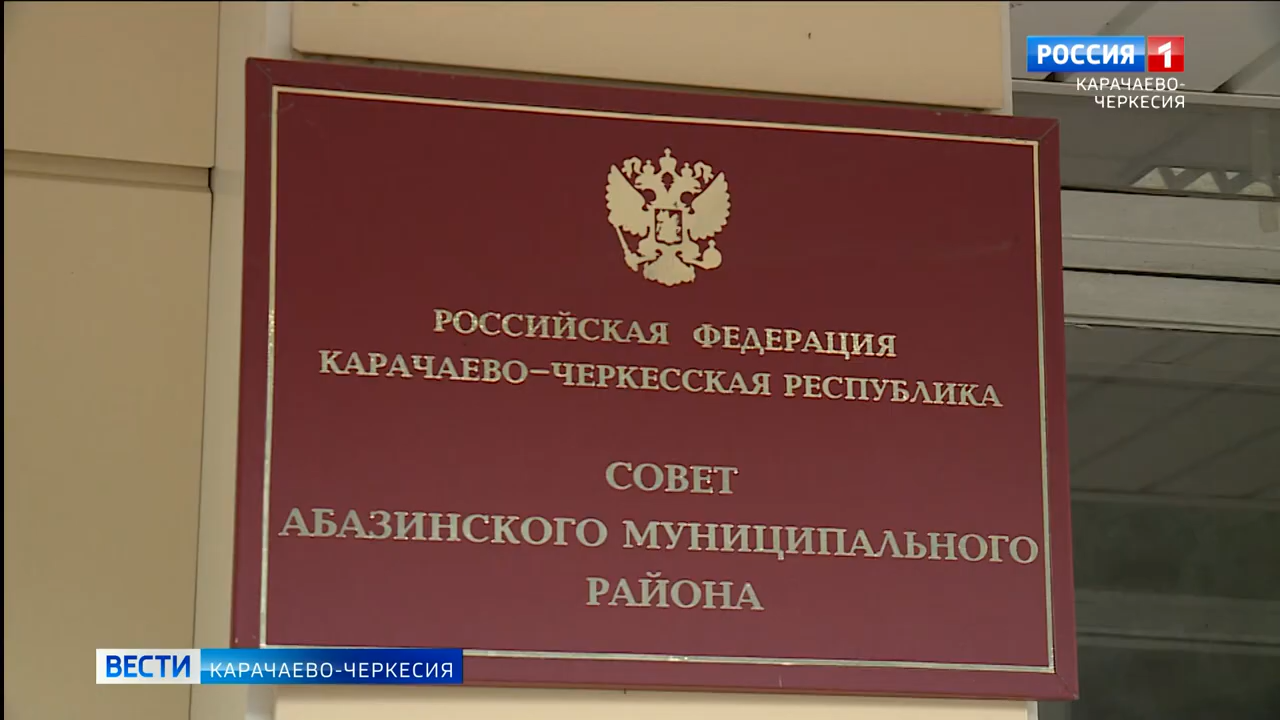 РОССИЯ 1
КАРАЧАЕВО-
ЧЕРКЕСИЯ
РОССИЙСКАЯ ФЕДЕРАЦИЯ
КАРАЧАЕВО-ЧЕРКЕССКАЯ РЕСПУБЛИКА
СОВЕТ
АБАЗИНСКОГО МУНИЦИПАЛЬНОГО
РАЙОНА
ВЕСТИ КАРАЧАЕВО-ЧЕРКЕСИЯ